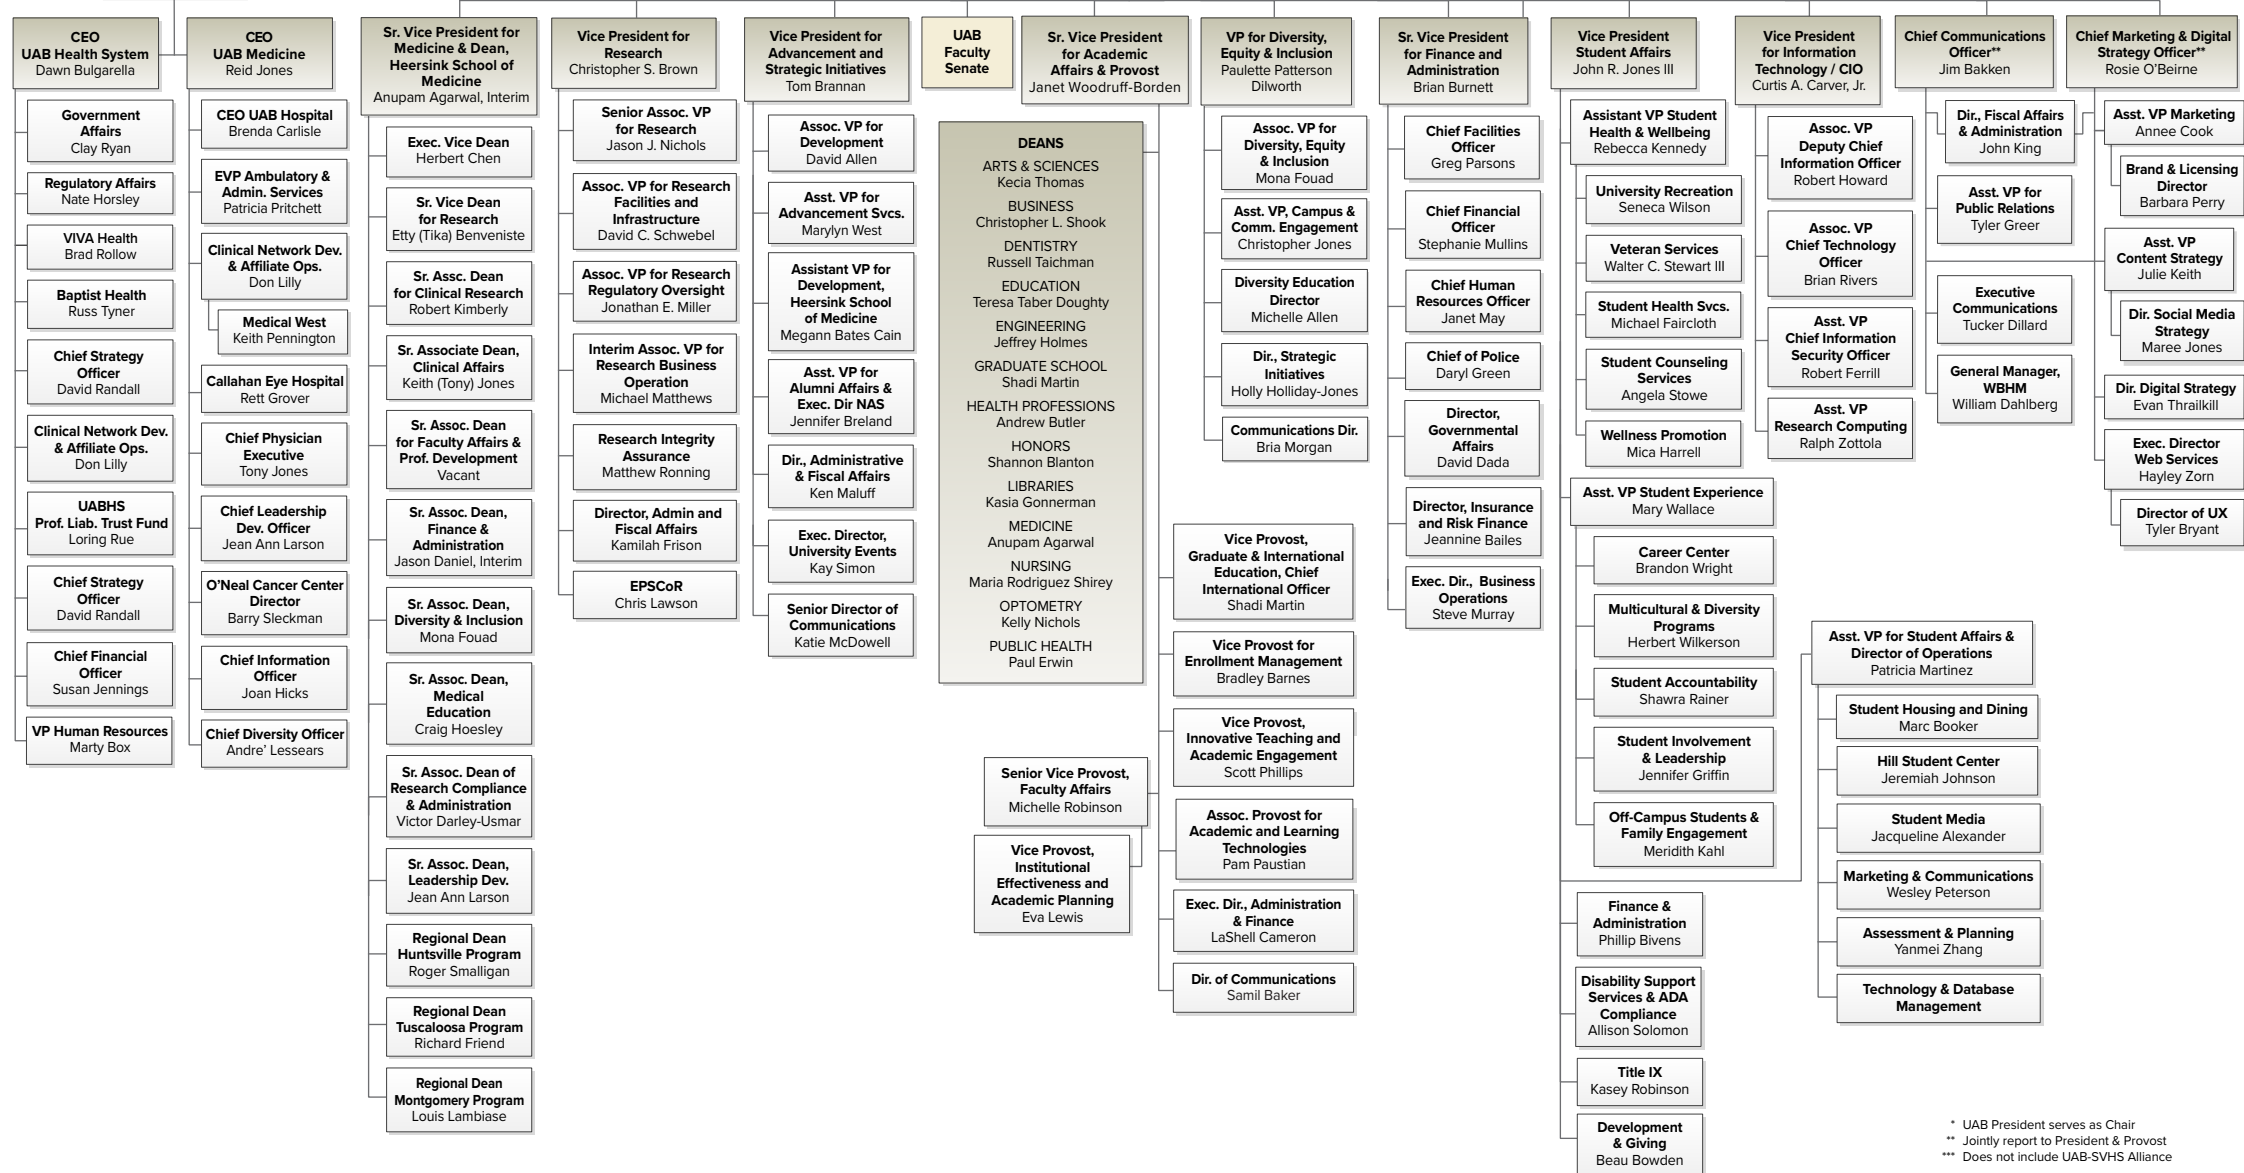 CEO
UAB Health System
Dawn Bulgarella
Government
Affairs
Clay Ryan
Regulatory Affairs
Nate Horsley
VIVA Health
Brad Rollow
Baptist Health
Russ Tyner
Chief Strategy
Officer
David Randall
Clinical Network Dev.
& Affiliate Ops.
Don Lilly
UABHS
Prof. Liab. Trust Fund
Loring Rue
Chief Strategy
Officer
David Randall
Chief Financial
Officer
Susan Jennings
VP Human Resources
Marty Box
CEO
UAB Medicine
Reid Jones
CEO UAB Hospital
Brenda Carlisle
EVP Ambulatory &
Admin. Services
Patricia Pritchett
Clinical Network Dev.
& Affiliate Ops.
Don Lilly
Medical West
Keith Pennington
Callahan Eye Hospital
Rett Grover
Chief Physician
Executive
Tony Jones
Chief Leadership
Dev. Officer
Jean Ann Larson
O'Neal Cancer Center
Director
Barry Sleckman
Chief Information
Officer
Joan Hicks
Chief Diversity Officer
Andre' Lessears
Sr. Vice President for
Medicine & Dean,
Heersink School of
Medicine
Anupam Agarwal, Interim
Exec. Vice Dean
Herbert Chen
Sr. Vice Dean
for Research
Etty (Tika) Benveniste
Sr. Assc. Dean
for Clinical Research
Robert Kimberly
Sr. Associate Dean,
Clinical Affairs
Keith (Tony) Jones
Sr. Assoc. Dean
for Faculty Affairs &
Prof. Development
Vacant
Sr. Assoc. Dean,
Finance &
Administration
Jason Daniel, Interim
Sr. Assoc. Dean,
Diversity & Inclusion
Mona Fouad
Sr. Assoc. Dean,
Medical
Education
Craig Hoesley
Sr. Assoc. Dean of
Research Compliance
& Administration
Victor Darley-Usmar
Sr. Assoc. Dean,
Leadership Dev.
Jean Ann Larson
Regional Dean
Huntsville Program
Roger Smalligan
Regional Dean
Tuscaloosa Program
Richard Friend
Regional Dean
Montgomery Program
Louis Lambiase
Vice President for
Research
Christopher S. Brown
Senior Assoc. VP
for Research
Jason J. Nichols
Assoc. VP for Research
Facilities and
Infrastructure
David C. Schwebel
Assoc. VP for Research
Regulatory Oversight
Jonathan E. Miller
Interim Assoc. VP for
Research Business
Operation
Michael Matthews
Research Integrity
Assurance
Matthew Ronning
Director, Admin and
Fiscal Affairs
Kamilah Frison
EPSCoR
Chris Lawson
Vice President for
Advancement and
Strategic Initiatives
Tom Brannan
Assoc. VP for
Development
David Allen
Asst. VP for
Advancement Svcs.
Marylyn West
Assistant VP for
Development,
Heersink School
of Medicine
Megann Bates Cain
Asst. VP for
Alumni Affairs &
Exec. Dir NAS
Jennifer Breland
Dir., Administrative
& Fiscal Affairs
Ken Maluff
Exec. Director,
University Events
Kay Simon
Senior Director of
Communications
Katie McDowell
UAB
Faculty
Senate
Sr. Vice President
for Academic
Affairs & Provost
Janet Woodruff-Borden
DEANS
ARTS & SCIENCES
Kecia Thomas
BUSINESS
Christopher L. Shook
DENTISTRY
Russell Taichman
EDUCATION
Teresa Taber Doughty
ENGINEERING
Jeffrey Holmes
GRADUATE SCHOOL
Shadi Martin
HEALTH PROFESSIONS
Andrew Butler
HONORS
Shannon Blanton
LIBRARIES
Kasia Gonnerman
MEDICINE
Anupam Agarwal
NURSING
Maria Rodriguez Shirey
OPTOMETRY
Kelly Nichols
PUBLIC HEALTH
Paul Erwin
Senior Vice Provost,
Faculty Affairs
Michelle Robinson
Vice Provost,
Institutional
Effectiveness and
Academic Planning
Eva Lewis
Vice Provost,
Graduate & International
Education, Chief
International Officer
Shadi Martin
Vice Provost for
Enrollment Management
Bradley Barnes
Vice Provost,
Innovative Teaching and
Academic Engagement
Scott Phillips
Assoc. Provost for
Academic and Learning
Technologies
Pam Paustian
Exec. Dir., Administration
& Finance
LaShell Cameron
Dir. of Communications
Samil Baker
VP for Diversity,
Equity & Inclusion
Paulette Patterson
Dilworth
Assoc. VP for
Diversity, Equity
& Inclusion
Mona Fouad
Asst. VP, Campus &
Comm. Engagement
Christopher Jones
Diversity Education
Director
Michelle Allen
Dir., Strategic
Initiatives
Holly Holliday-Jones
Communications Dir.
Bria Morgan
Sr. Vice President
for Finance and
Administration
Brian Burnett
Chief Facilities
Officer
Greg Parsons
Chief Financial
Officer
Stephanie Mullins
Chief Human
Resources Officer
Janet May
Chief of Police
Daryl Green
Director,
Governmental
Affairs
David Dada
Director, Insurance
and Risk Finance
Jeannine Bailes
Exec. Dir., Business
Operations
Steve Murray
Vice President
Student Affairs
John R. Jones III
Assistant VP Student
Health & Wellbeing
Rebecca Kennedy
University Recreation
Seneca Wilson
Veteran Services
Walter C. Stewart III
Student Health Svcs.
Michael Faircloth
Student Counseling
Services
Angela Stowe
Wellness Promotion
Mica Harrell
Asst. VP Student Experience
Mary Wallace
Career Center
Brandon Wright
Multicultural & Diversity
Programs
Herbert Wilkerson
Student Accountability
Shawra Rainer
Student Involvement
& Leadership
Jennifer Griffin
Off-Campus Students &
Family Engagement
Meridith Kahl
Finance &
Administration
Phillip Bivens
Disability Support
Services & ADA
Compliance
Allison Solomon
Title IX
Kasey Robinson
Development
& Giving
Beau Bowden
Asst. VP for Student Affairs &
Director of Operations
Patricia Martinez
Student Housing and Dining
Marc Booker
Hill Student Center
Jeremiah Johnson
Student Media
Jacqueline Alexander
Marketing & Communications
Wesley Peterson
Assessment & Planning
Yanmei Zhang
Technology & Database
Management
Vice President
for Information
Technology / CIO
Curtis A. Carver, Jr.
Assoc. VP
Deputy Chief
Information Officer
Robert Howard
Assoc. VP
Chief Technology
Officer
Brian Rivers
Asst. VP
Chief Information
Security Officer
Robert Ferrill
Asst. VP
Research Computing
Ralph Zottola
Chief Communications
Officer**
Jim Bakken
Dir., Fiscal Affairs
& Administration
John King
Asst. VP for
Public Relations
Tyler Greer
Executive
Communications
Tucker Dillard
General Manager,
WBHM
William Dahlberg
Chief Marketing & Digital
Strategy Officer**
Rosie O'Beirne
Asst. VP Marketing
Annee Cook
Brand & Licensing
Director
Barbara Perry
Asst. VP
Content Strategy
Julie Keith
Dir. Social Media
Strategy
Maree Jones
Dir. Digital Strategy
Evan Thrailkill
Exec. Director
Web Services
Hayley Zorn
Director of UX
Tyler Bryant
* UAB President serves as Chair
** Jointly report to President & Provost
*** Does not include UAB-SVHS Alliance